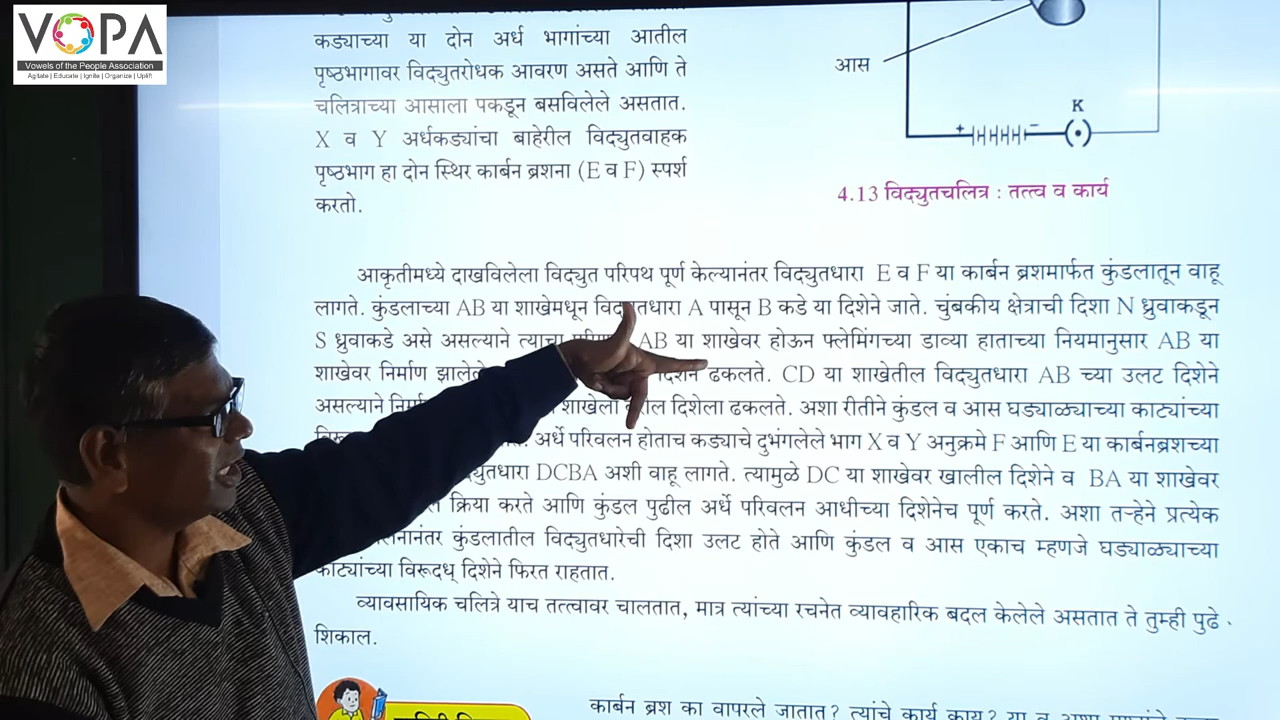 VOPA
Vowels of the People Association
Agitate | Educate | Ignite | Organize | Uplift
कड्याच्या या दोन अर्ध भागांच्या आतील
पृष्ठभागावर विद्युतरोधक आवरण असते आणि ते
चलित्राच्या आसाला पकडून बसविलेले असतात.
X व Y अर्धकड्यांचा बाहेरील विद्युतवाहक
पृष्ठभाग हा दोन स्थिर कार्बन ब्रशना (E व F) स्पर्श
करतो.
आस
K
+ −
4.13 विद्युतचलित्र : तत्त्व व कार्य
आकृतीमध्ये दाखविलेला विद्युत परिपथ पूर्ण केल्यानंतर विद्युतधारा E व F या कार्बन ब्रशमार्फत कुंडलातून वाहू
लागते. कुंडलाच्या AB या शाखेमधून विद्युतधारा A पासून B कडे या दिशेने जाते. चुंबकीय क्षेत्राची दिशा N ध्रुवाकडून
S ध्रुवाकडे असे असल्याने त्याचा AB या शाखेवर होऊन फ्लेमिंगच्या डाव्या हाताच्या नियमानुसार AB या
शाखेवर निर्माण ढकलते. CD या शाखेतील विद्युतधारा AB च्या उलट दिशेने
असल्याने शाखेला दिशेला ढकलते. अशा रीतीने कुंडल व आस घड्याळ्याच्या काट्यांच्या
अर्धे परिवलन होताच कड्याचे दुभंगलेले भाग X व Y अनुक्रमे F आणि E या कार्बनब्रशच्या
DCBA अशी वाहू लागते. त्यामुळे DC या शाखेवर खालील दिशेने व BA या शाखेवर
क्रिया करते आणि कुंडल पुढील अर्धे परिवलन आधीच्या दिशेनेच पूर्ण करते. अशा तऱ्हेने प्रत्येक
कुंडलातील विद्युतधारेची दिशा उलट होते आणि कुंडल व आस एकाच म्हणजे घड्याळ्याच्या
काट्यांच्या विरूदध् दिशेने फिरत राहतात.
व्यावसायिक चलित्रे याच तत्त्वावर चालतात, मात्र त्यांच्या रचनेत व्यावहारिक बदल केलेले असतात ते तुम्ही पुढे
शिकाल.
कार्बन ब्रश का वापरले जातात? त्यांचे कार्य काय?